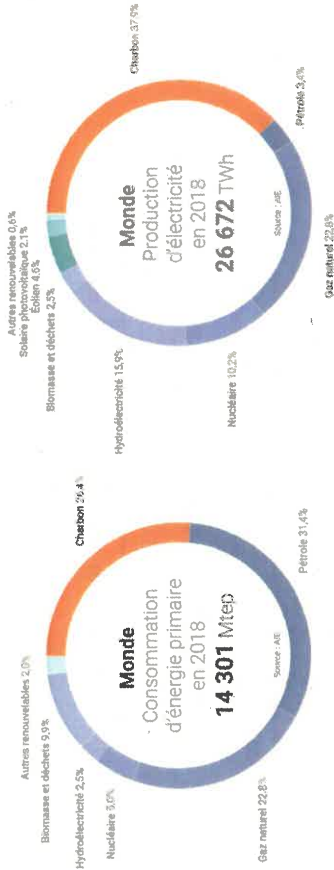 Autres renouvelables 2,0%
Biomasse et déchets 9,9%
Hydroélectricité 2,5%
Nucléaire 5,0%
Gaz naturel 22,8%
Pétrole 31,4%
Charbon 26,4%
Monde
Consommation
d'énergie primaire
en 2018
14 301 Mtep
Source : AIE
Autres renouvelables 0,6%
Solaire photovoltaïque 2,1%
Éolien 4,6%
Biomasse et déchets 2,5%
Hydroélectricité 15,9%
Nucléaire 10,2%
Gaz naturel 22,8%
Pétrole 3,4%
Charbon 37,9%
Monde
Production
d'électricité
en 2018
26 672 TWh
Source : AIE